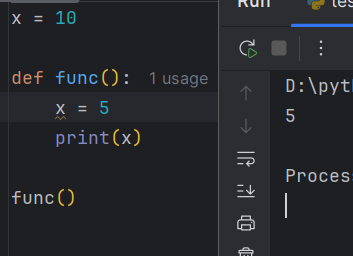 x = 10
def func(): 1 usage
    x = 5
    print(x)
func()
Run
D:\pyt
5
Process